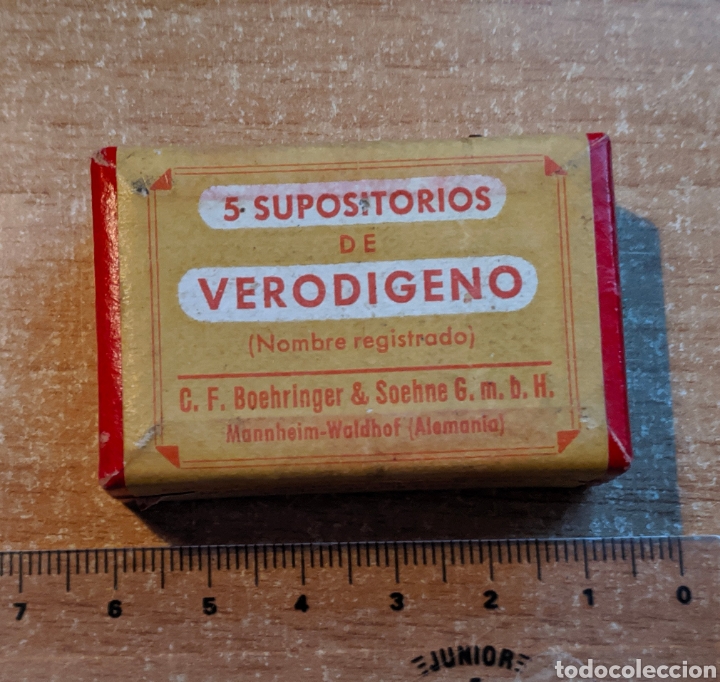 5 SUPOSITORIOS
DE
VERODIGENO
(Nombre registrado)
C. F. Boehringer & Soehne G. m. b. H.
Mannheim-Waldhof (Alemania)
7 6 5 4 3 2 1 0
JUNIOR
todocoleccion